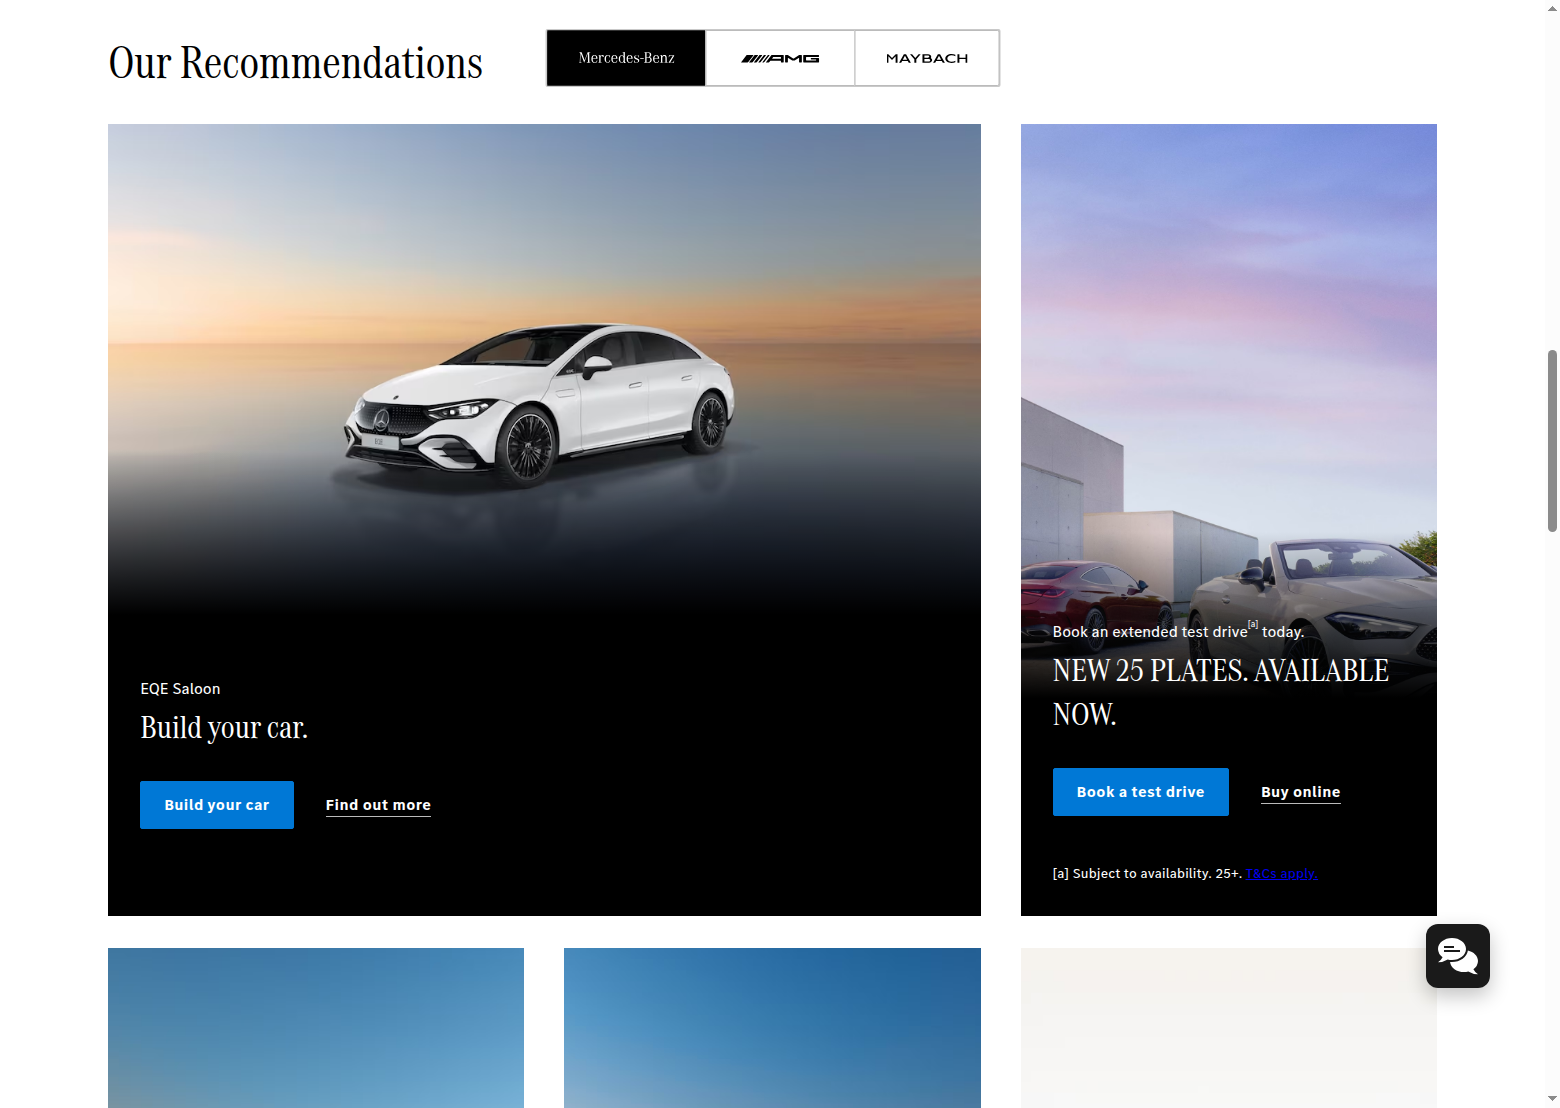 Our Recommendations
Mercedes-Benz
AMG
MAYBACH
EQE
EQE Saloon
Build your car.
Build your car
Find out more
Book an extended test drive[a] today.
NEW 25 PLATES. AVAILABLE
NOW.
Book a test drive
Buy online
[a] Subject to availability. 25+. T&Cs apply.